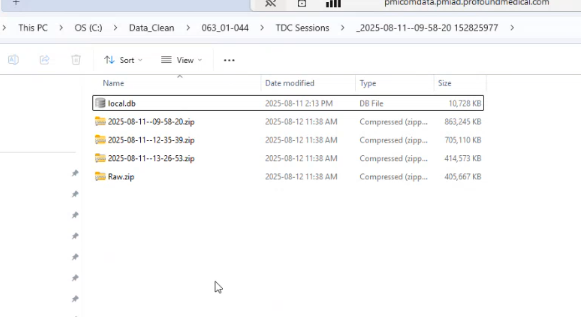 pmicomdata.pmiad.profoundmedical.com
This PC > OS (C:) > Data_Clean > 063_01-044 > TDC Sessions > _2025-08-11--09-58-20 152825977 >
Sort View ...
Name Date modified Type Size
local.db 2025-08-11 2:13 PM DB File 10,728 KB
2025-08-11--09-58-20.zip 2025-08-12 11:38 AM Compressed (zipp... 863,245 KB
2025-08-11--12-35-39.zip 2025-08-12 11:38 AM Compressed (zipp... 705,110 KB
2025-08-11--13-26-53.zip 2025-08-12 11:38 AM Compressed (zipp... 414,573 KB
Raw.zip 2025-08-12 11:38 AM Compressed (zipp... 405,667 KB